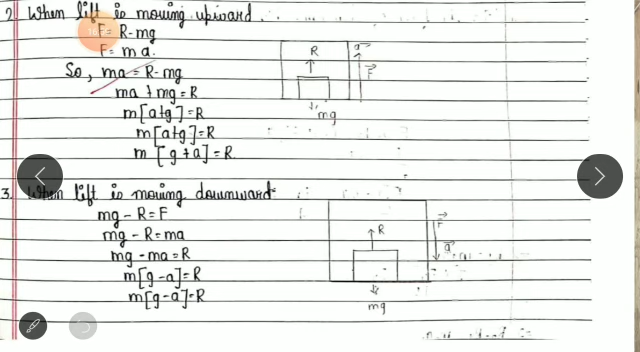 2. When lift is moving upward.
F = R - mg
F = ma.
So, ma = R - mg
ma + mg = R
m[a+g] = R
m[a+g] = R
m [g + a] = R
R
a
F
mg
3. When lift is moving downward
mg - R = F
mg - R = ma
mg - ma = R
m[g - a] = R
m[g - a] = R
R
F
a
mg